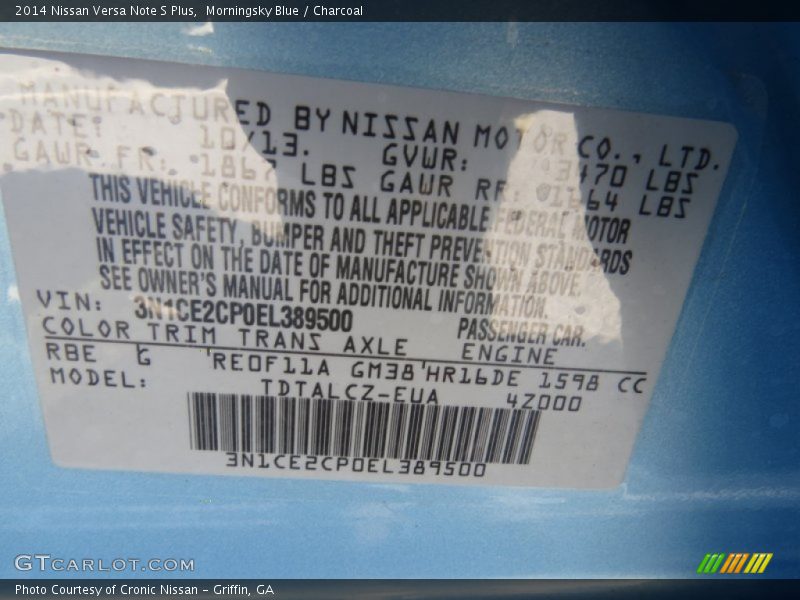 2014 Nissan Versa Note S Plus, Morningsky Blue / Charcoal
MANUFACTURED BY NISSAN MOTOR CO., LTD.
DATE: 10/13. GVWR: 3470 LBS
GAWR FR: 1867 LBS GAWR RR: 1664 LBS
THIS VEHICLE CONFORMS TO ALL APPLICABLE FEDERAL MOTOR
VEHICLE SAFETY, BUMPER AND THEFT PREVENTION STANDARDS
IN EFFECT ON THE DATE OF MANUFACTURE SHOWN ABOVE.
SEE OWNER'S MANUAL FOR ADDITIONAL INFORMATION.
VIN: 3N1CE2CP0EL389500 PASSENGER CAR.
COLOR TRIM TRANS AXLE ENGINE
RBE G 'RE0F11A GM38'HR16DE 1598 CC
MODEL: TDTALCZ-EUA 4Z000
3N1CE2CP0EL389500
GTCARLOT.COM
Photo Courtesy of Cronic Nissan - Griffin, GA